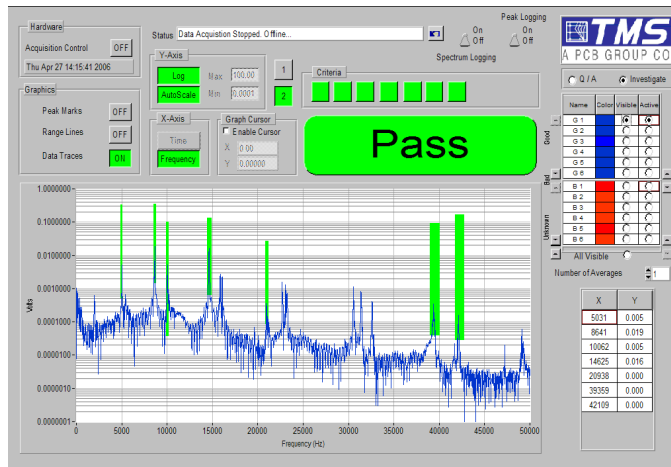 Hardware
Acquisition Control OFF
Thu Apr 27 14:15:41 2006
Status Data Acquistion Stopped. Offline...
Peak Logging
On
Off
On
Off
Spectrum Logging
TMS
A PCB GROUP CO
Y-Axis
Log Max 100.00
AutoScale Min 0.0001
1
2
Criteria
Q / A Investigate
Graphics
Peak Marks OFF
Range Lines OFF
Data Traces ON
X-Axis
Time
Frequency
Graph Cursor
Enable Cursor
X 0.00
Y 0.00000
Pass
Name Color Visible Active
Good
G 1
G 2
G 3
G 4
G 5
G 6
Bad
B 1
B 2
B 3
B 4
B 5
B 6
Unknown
All Visible
Number of Averages 1
X Y
5031 0.005
8641 0.019
10062 0.005
14625 0.016
20938 0.000
39359 0.000
42109 0.000
1.0000000
0.1000000
0.0100000
0.0010000
0.0001000
0.0000100
0.0000010
0.0000001
Volts
0 5000 10000 15000 20000 25000 30000 35000 40000 45000 50000
Frequency (Hz)